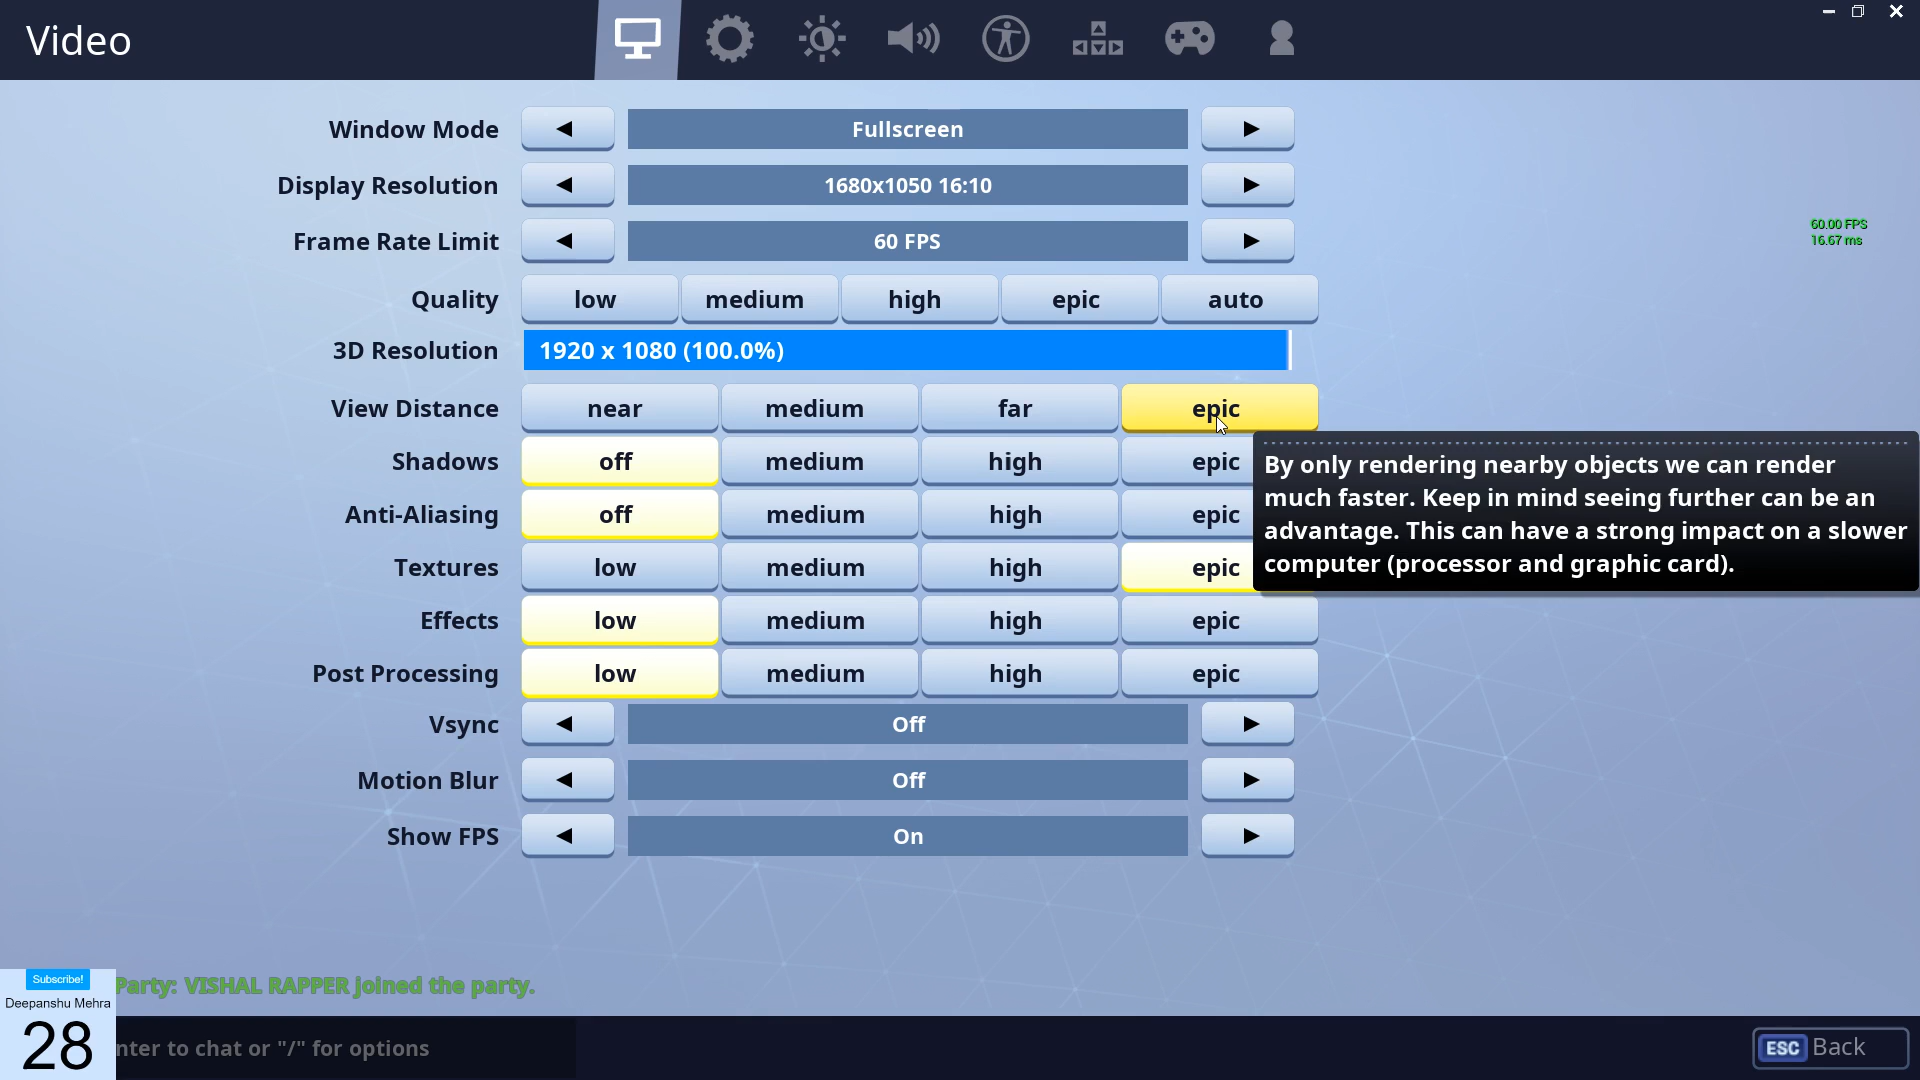 Video
Window Mode
Fullscreen
Display Resolution
1680x1050 16:10
Frame Rate Limit
60 FPS
60.00 FPS
16.67 ms
Quality
low medium high epic auto
3D Resolution
1920 x 1080 (100.0%)
View Distance
near medium far epic
Shadows
off medium high epic
By only rendering nearby objects we can render
much faster. Keep in mind seeing further can be an
advantage. This can have a strong impact on a slower
computer (processor and graphic card).
Anti-Aliasing
off medium high epic
Textures
low medium high epic
Effects
low medium high epic
Post Processing
low medium high epic
Vsync
Off
Motion Blur
Off
Show FPS
On
Party: VISHAL RAPPER joined the party.
Subscribe!
Deepanshu Mehra
28
nter to chat or "/" for options
ESC Back